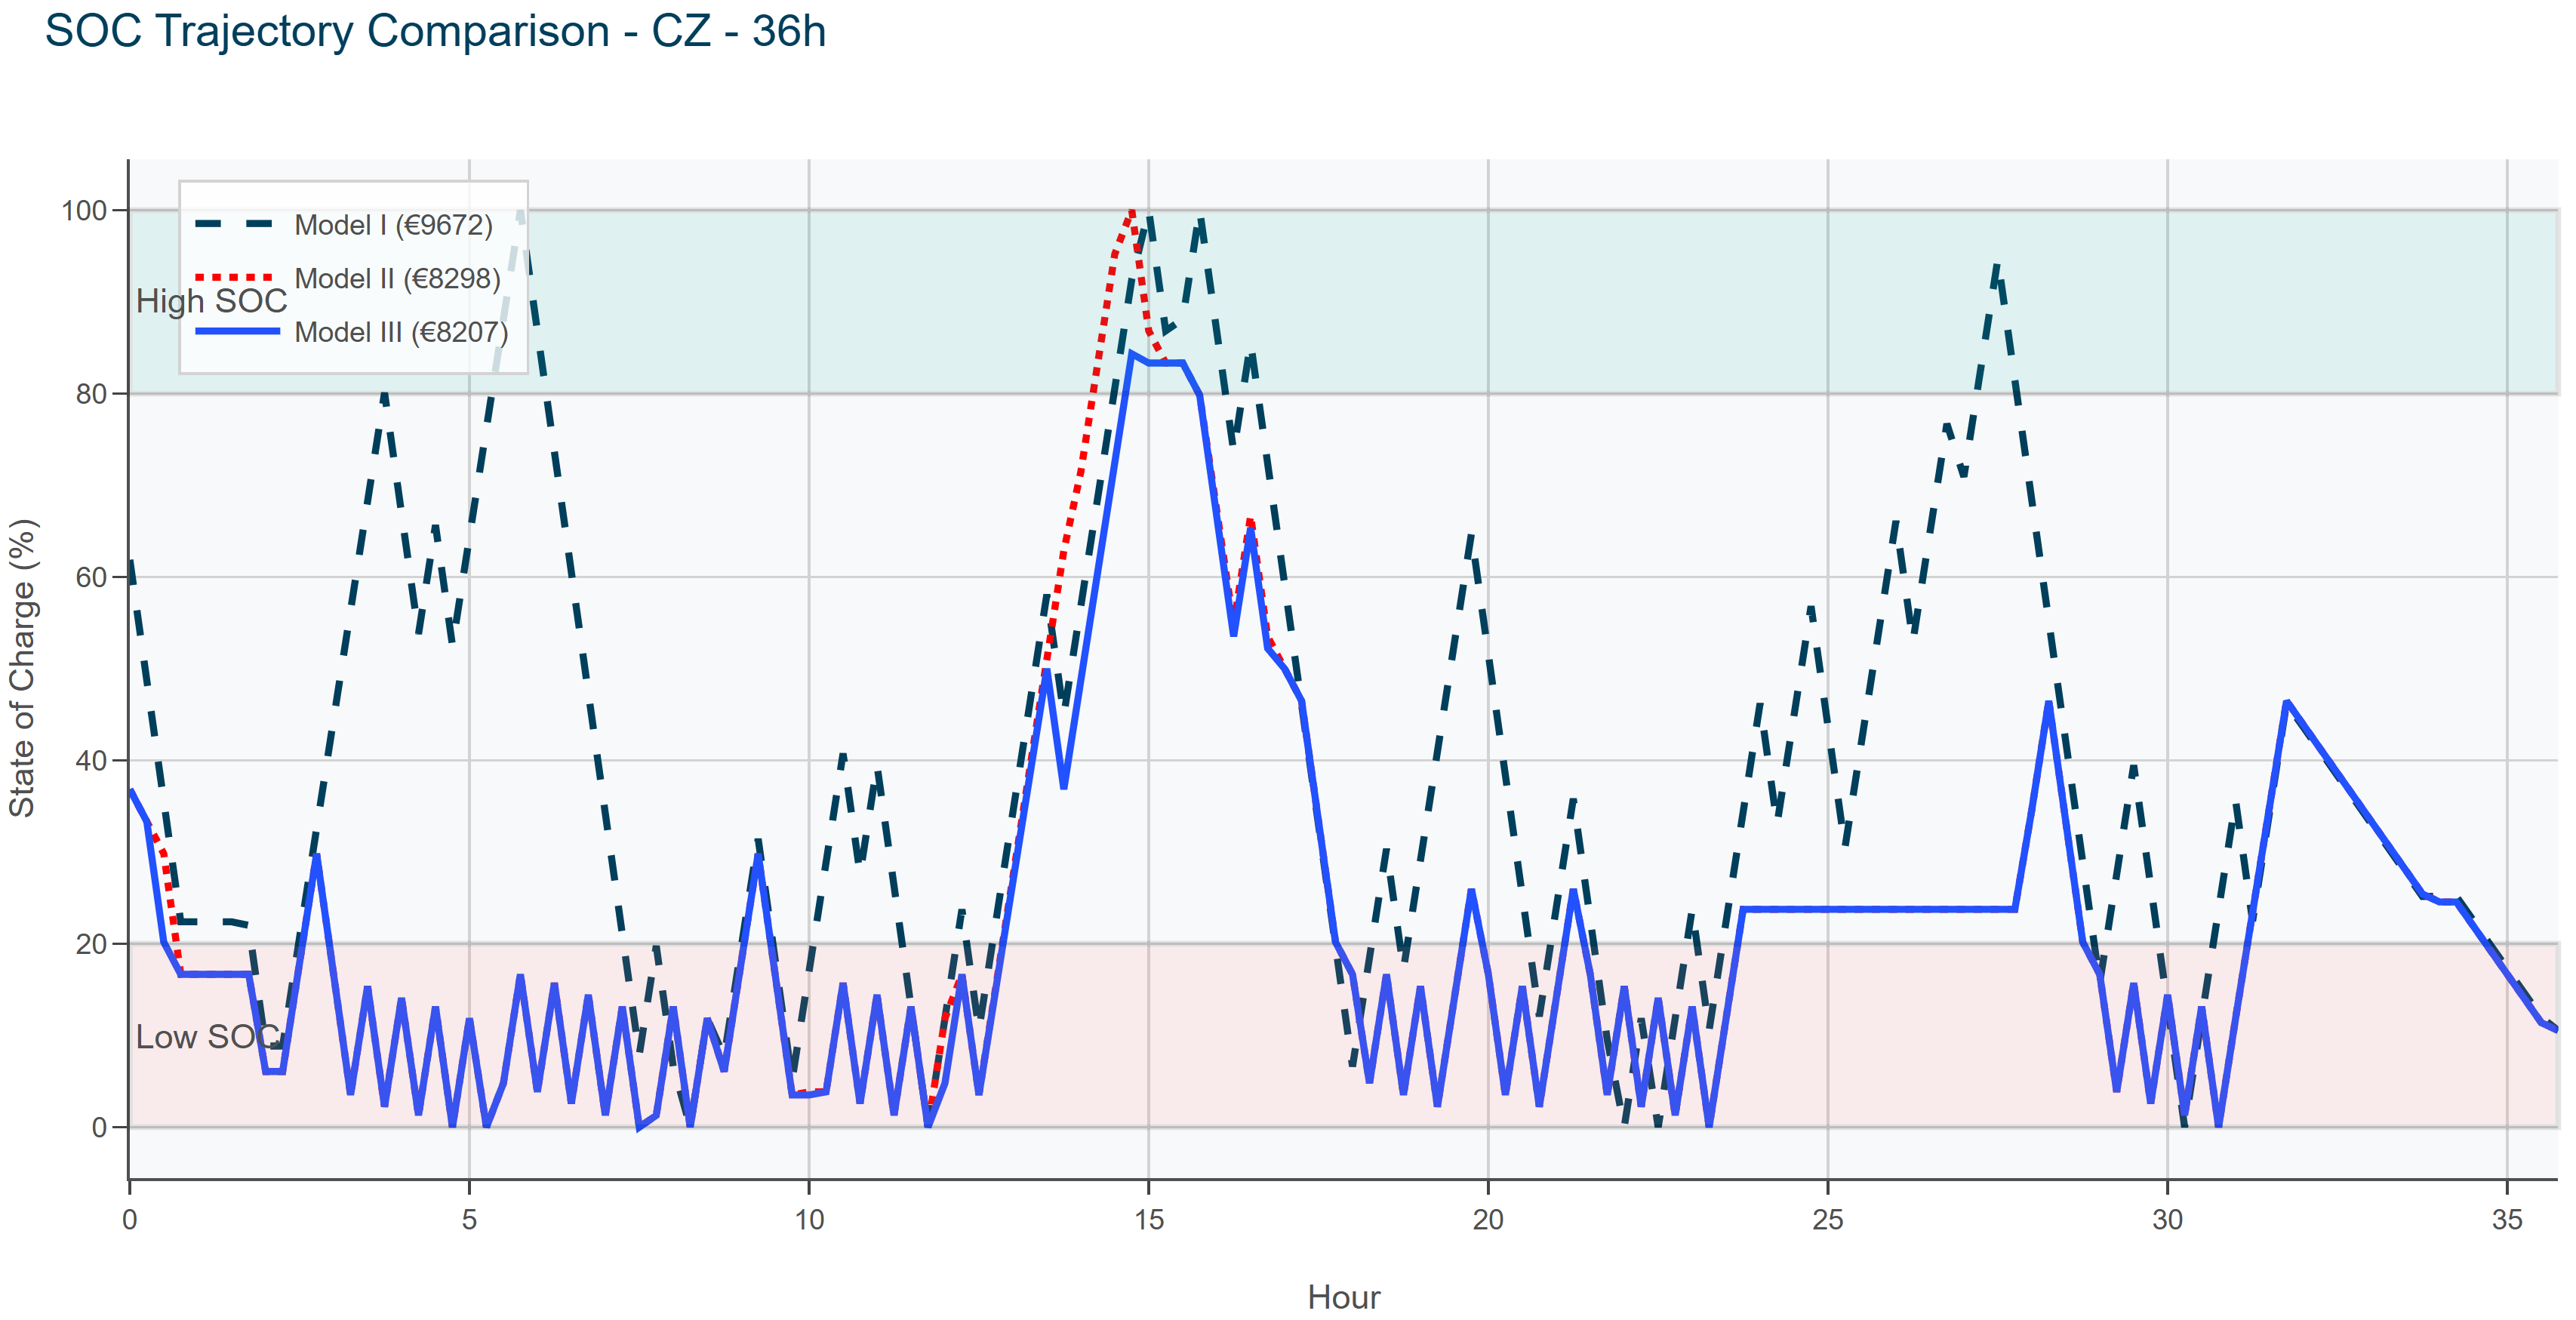 SOC Trajectory Comparison - CZ - 36h
State of Charge (%)
100
80
60
40
20
0
Model I (€9672)
Model II (€8298)
High SOC
Model III (€8207)
Low SOC
0 5 10 15 20 25 30 35
Hour